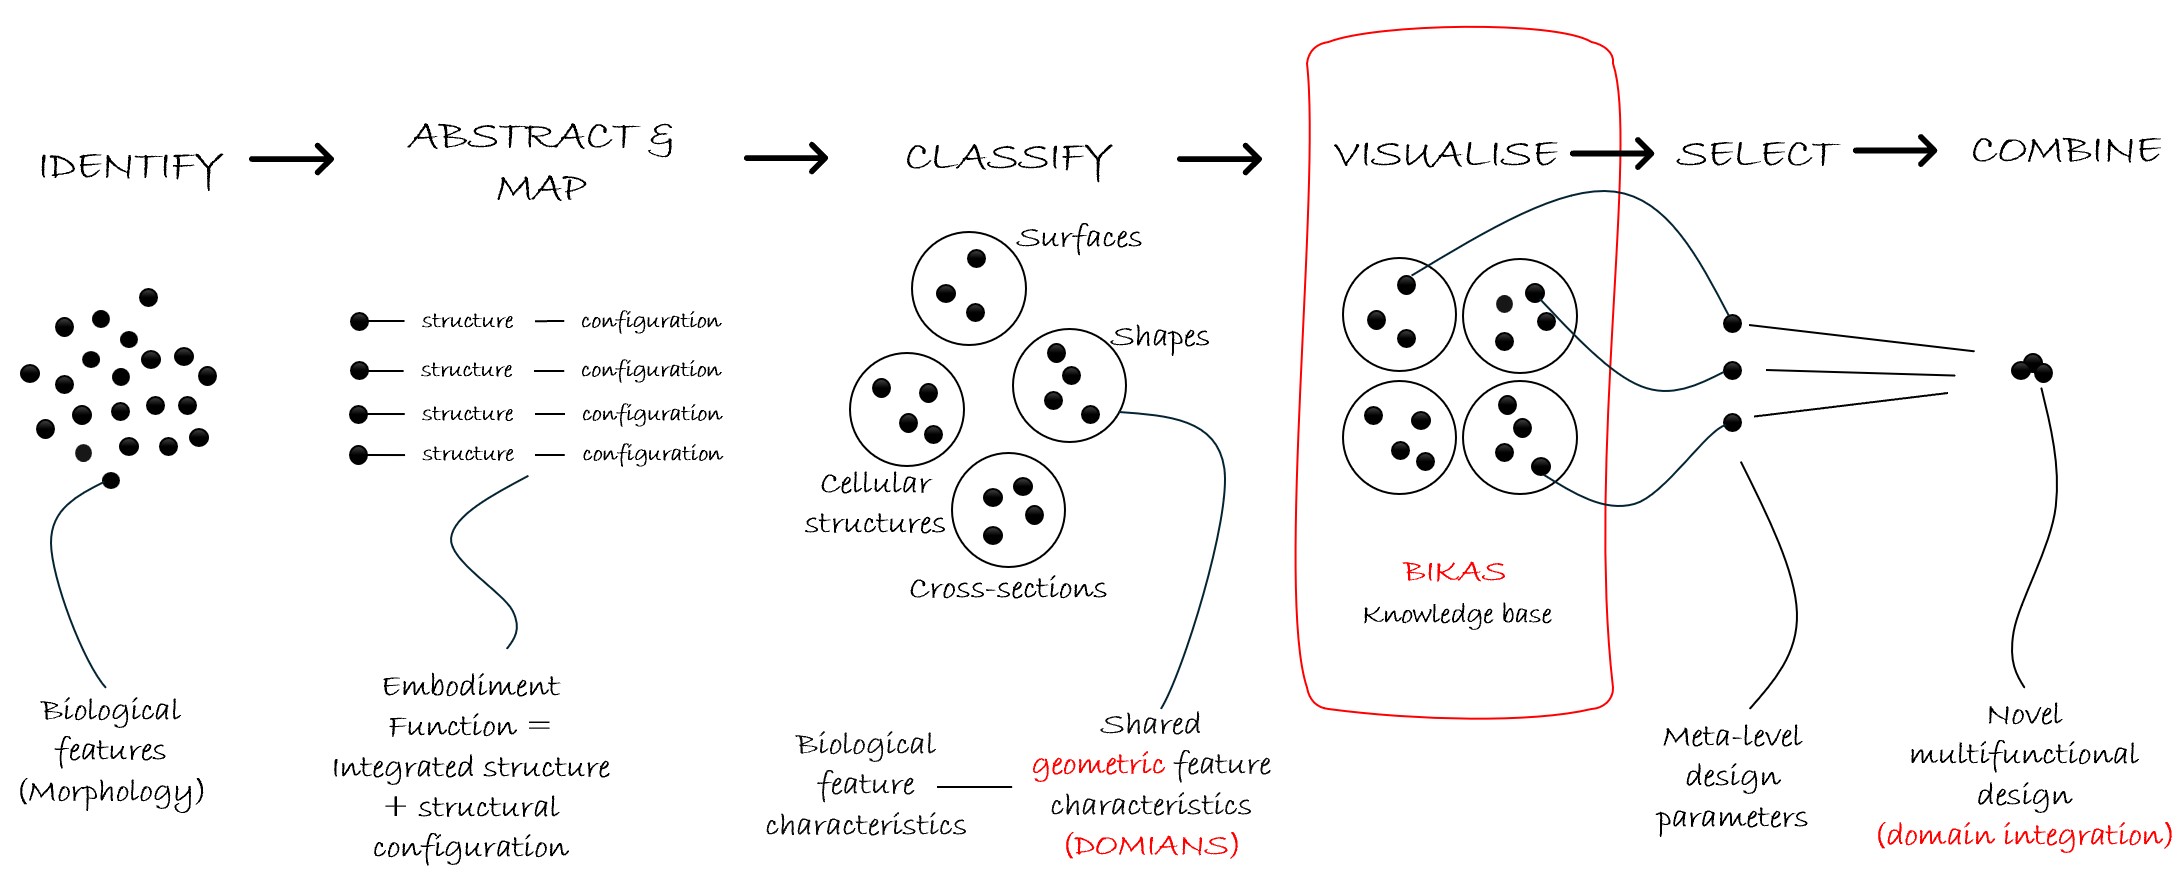 IDENTIFY
ABSTRACT &
MAP
CLASSIFY
VISUALISE
SELECT
COMBINE
structure
configuration
structure
configuration
structure
configuration
structure
configuration
Surfaces
Shapes
Cellular
structures
Cross-sections
BIKAS
Knowledge base
Biological
features
(Morphology)
Embodiment
Function =
Integrated structure
+ structural
configuration
Biological
feature
characteristics
Shared
geometric feature
characteristics
(DOMIANS)
Meta-level
design
parameters
Novel
multifunctional
design
(domain integration)